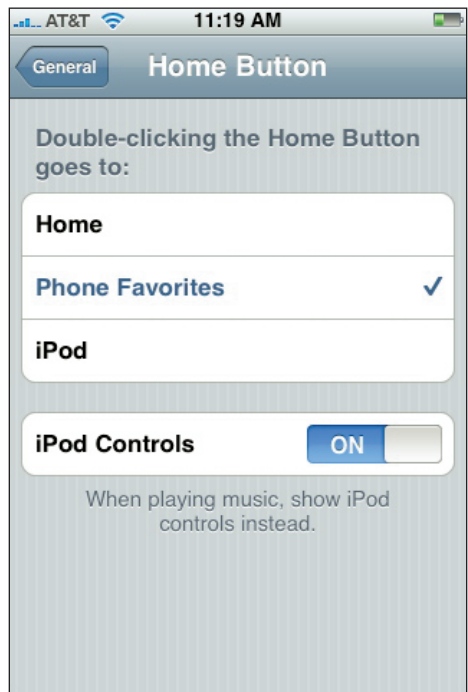 AT&T 11:19 AM
General Home Button
Double-clicking the Home Button
goes to:
Home
Phone Favorites
iPod
iPod Controls ON
When playing music, show iPod
controls instead.